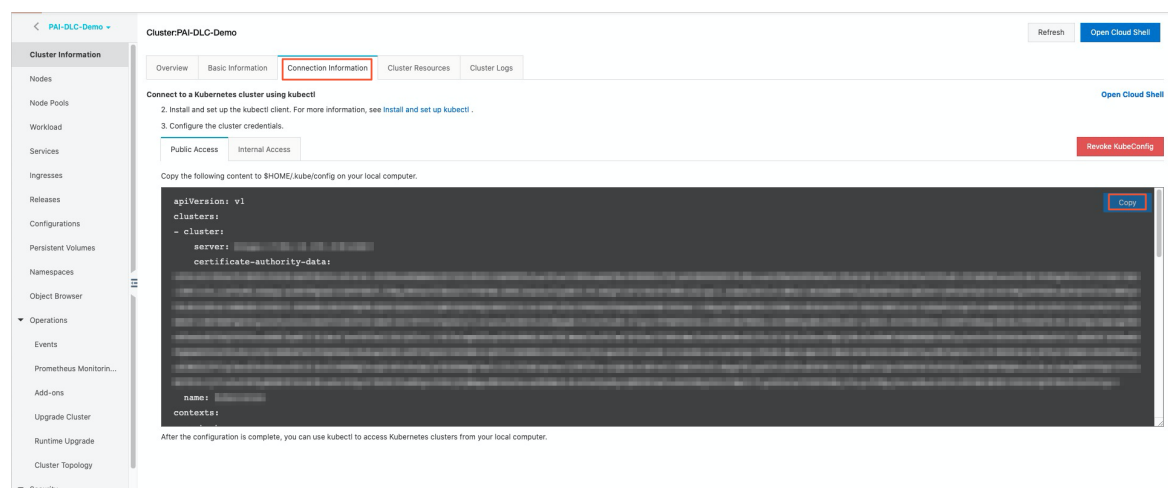 PAI-DLC-Demo
Cluster:PAI-DLC-Demo
Refresh
Open Cloud Shell
Cluster Information
Nodes
Node Pools
Workload
Services
Ingresses
Releases
Configurations
Persistent Volumes
Namespaces
Object Browser
Operations
Events
Prometheus Monitorin...
Add-ons
Upgrade Cluster
Runtime Upgrade
Cluster Topology
Security
Overview
Basic Information
Connection Information
Cluster Resources
Cluster Logs
Connect to a Kubernetes cluster using kubectl
Open Cloud Shell
2. Install and set up the kubectl client. For more information, see Install and set up kubectl .
3. Configure the cluster credentials.
Public Access
Internal Access
Revoke KubeConfig
Copy the following content to $HOME/.kube/config on your local computer.
Copy
apiVersion: v1
clusters:
- cluster:
server:
certificate-authority-data:
name:
contexts:
After the configuration is complete, you can use kubectl to access Kubernetes clusters from your local computer.